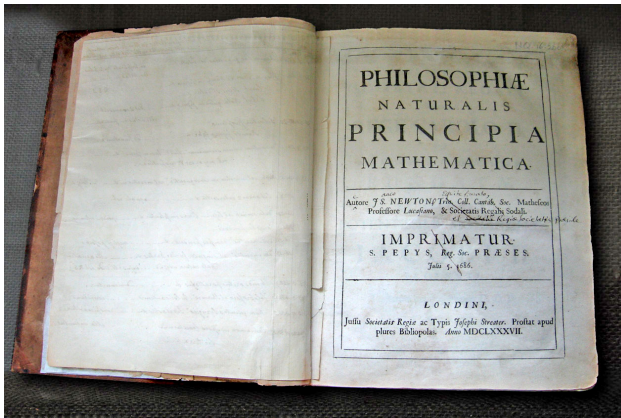 PHILOSOPHIÆ
NATURALIS
PRINCIPIA
MATHEMATICA.
Autore JS. NEWTON, Trin. Coll. Cantab. Soc. Matheseos
Professore Lucasiano, & Societatis Regalis Sodali.
IMPRIMATUR.
S. PEPYS, Reg. Soc. PRÆSES.
Julii 5. 1686.
LONDINI,
Jussu Societatis Regiæ ac Typis Josephi Streater. Prostat apud
plures Bibliopolas. Anno MDCLXXXVII.